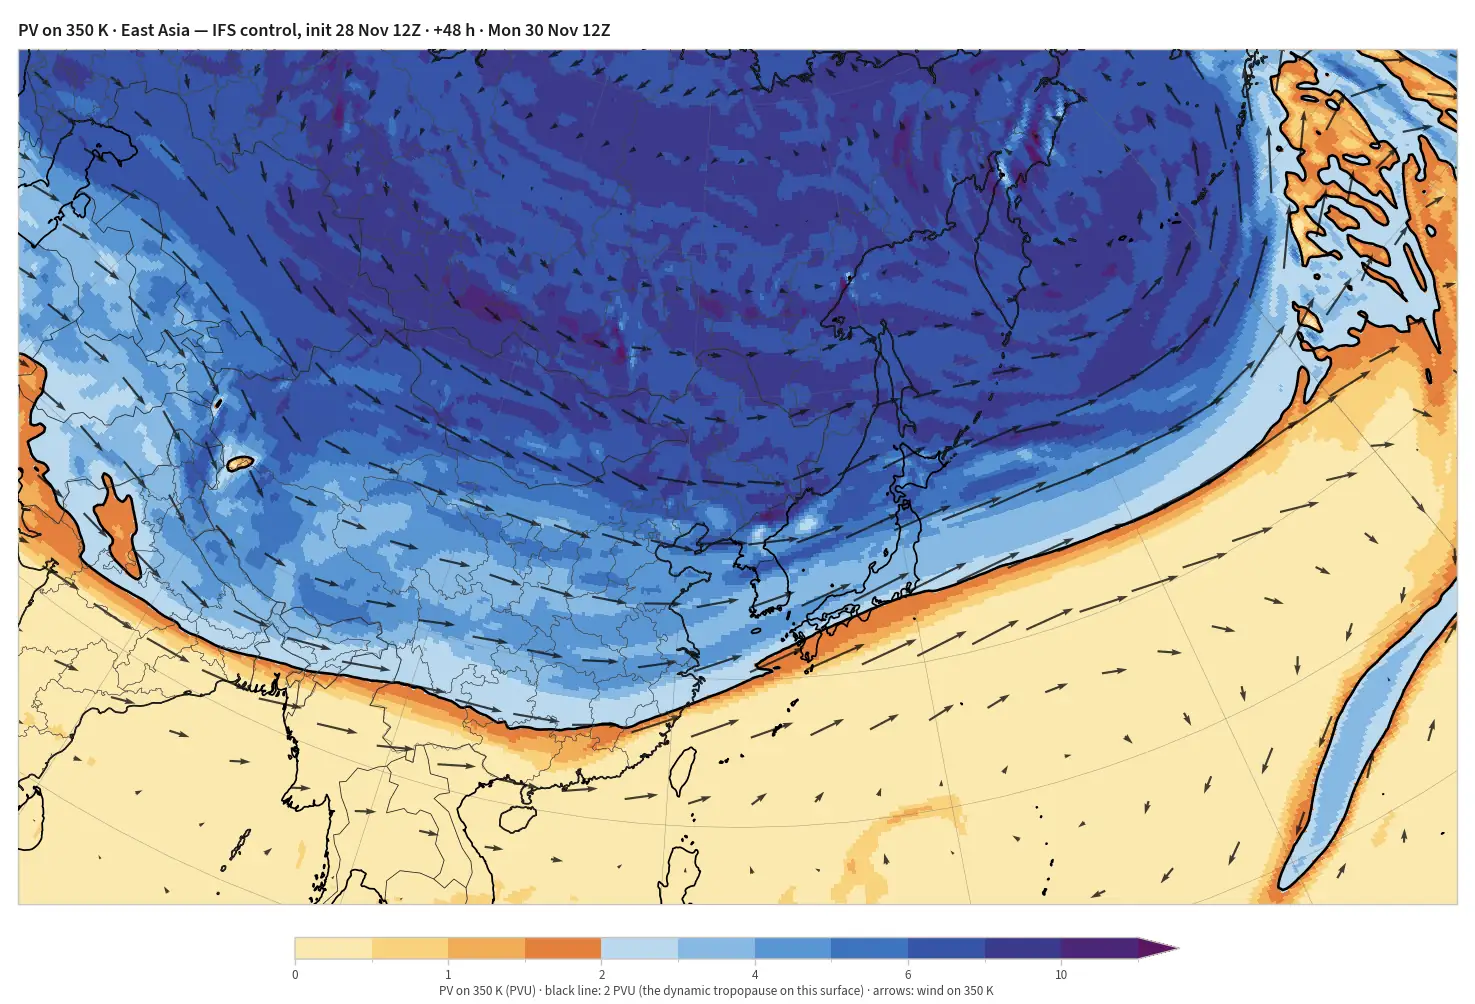 PV on 350 K · East Asia — IFS control, init 28 Nov 12Z · +48 h · Mon 30 Nov 12Z
0 1 2 4 6 10
PV on 350 K (PVU) · black line: 2 PVU (the dynamic tropopause on this surface) · arrows: wind on 350 K